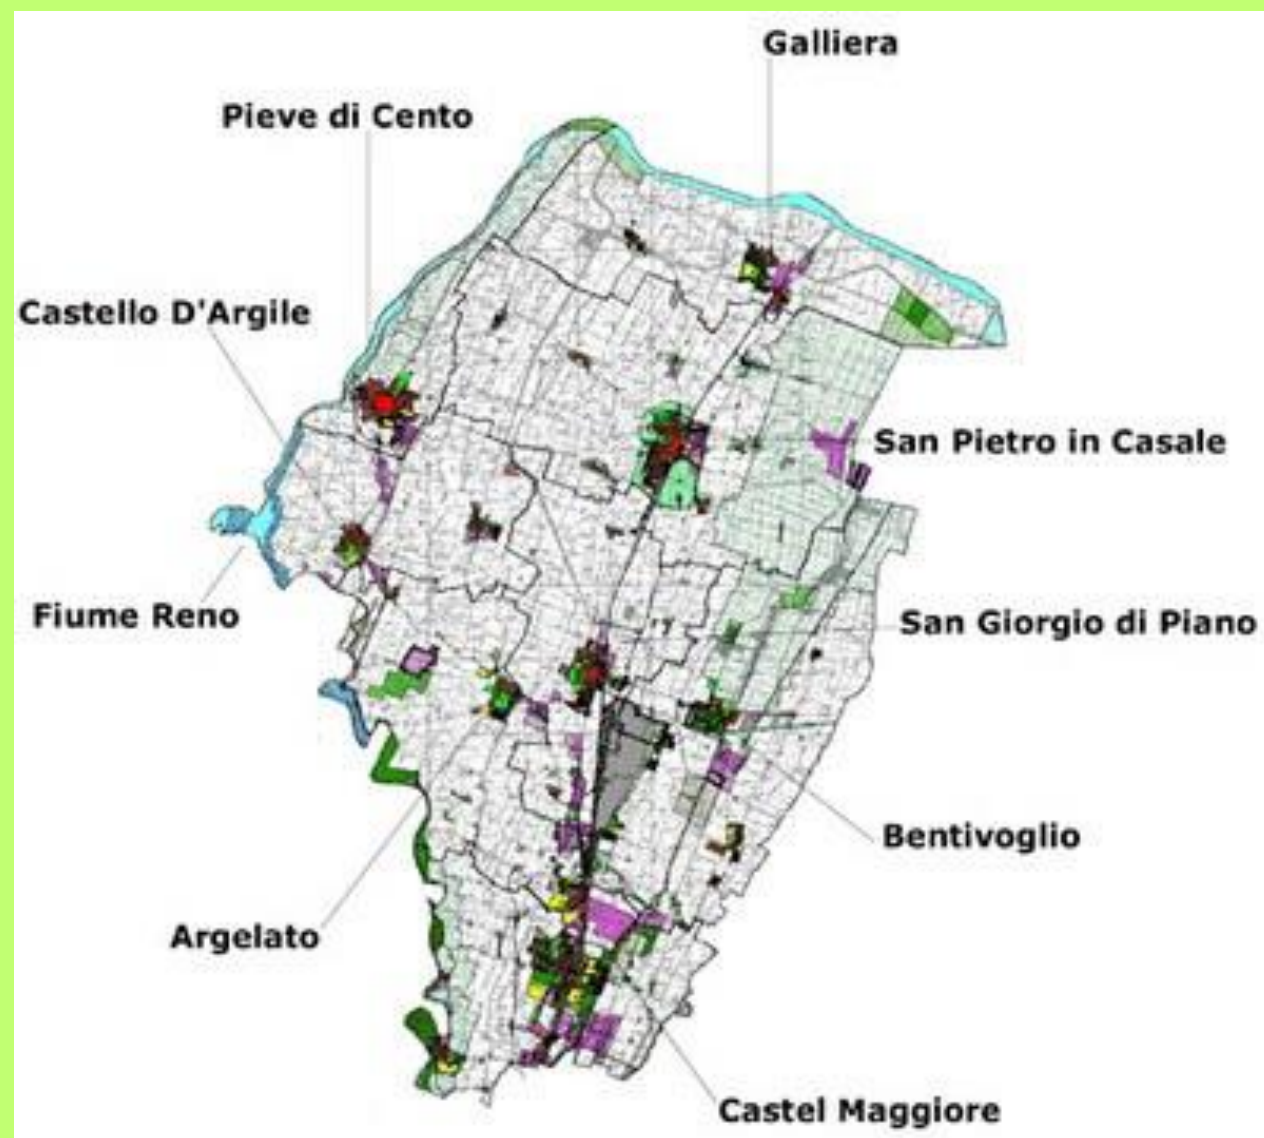 Galliera
Pieve di Cento
Castello D'Argile
San Pietro in Casale
Fiume Reno
San Giorgio di Piano
Bentivoglio
Argelato
Castel Maggiore